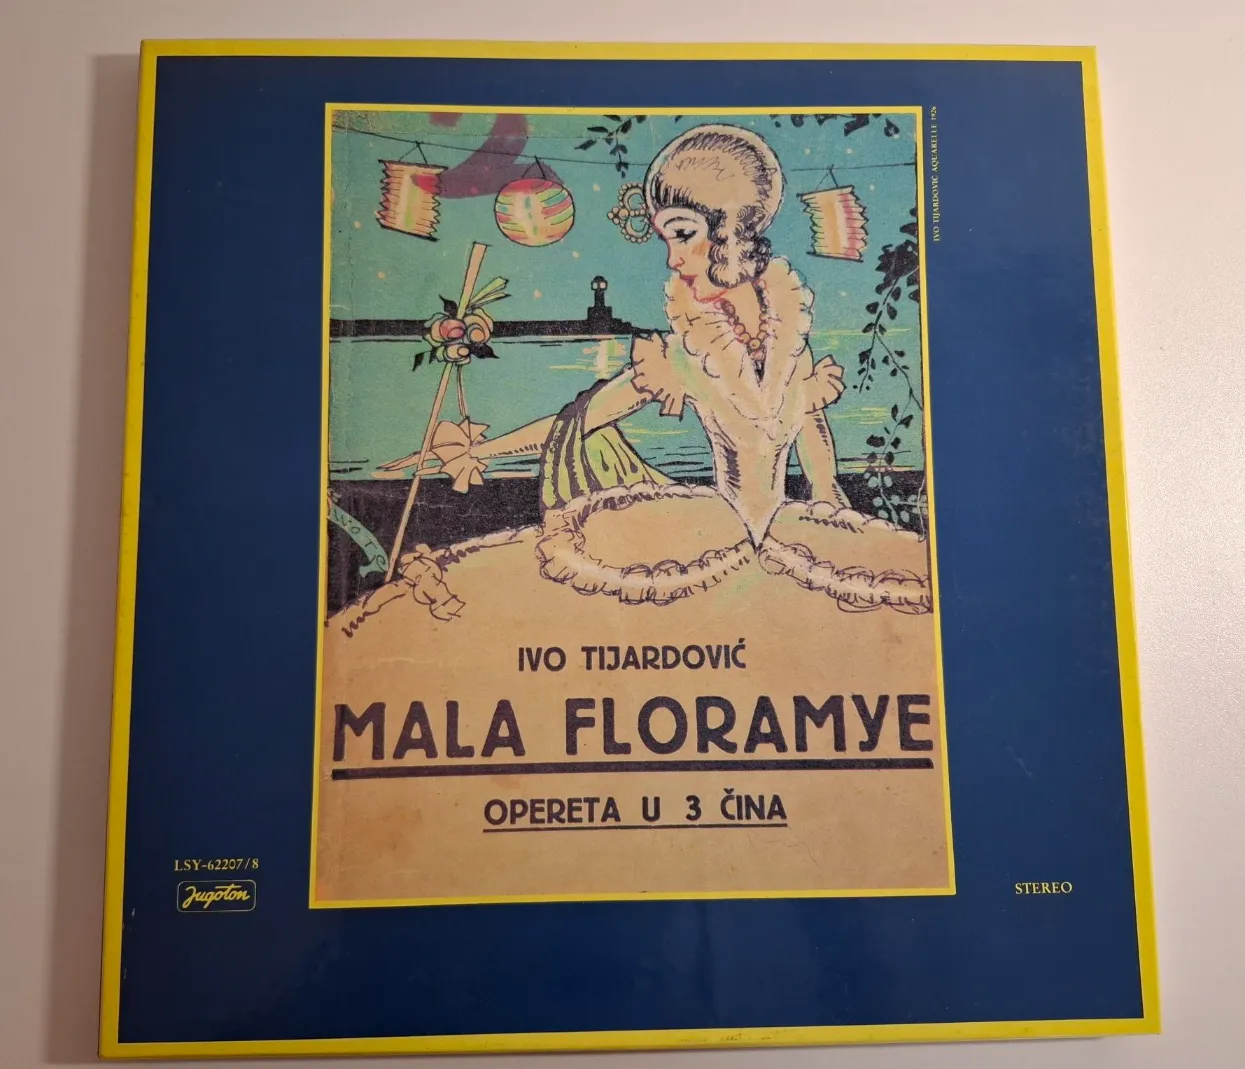 IVO TIJARDOVIĆ AQUARELLE 1926
IVO TIJARDOVIĆ
MALA FLORAMYE
OPERETA U 3 ČINA
LSY-62207/8
Jugoton
STEREO